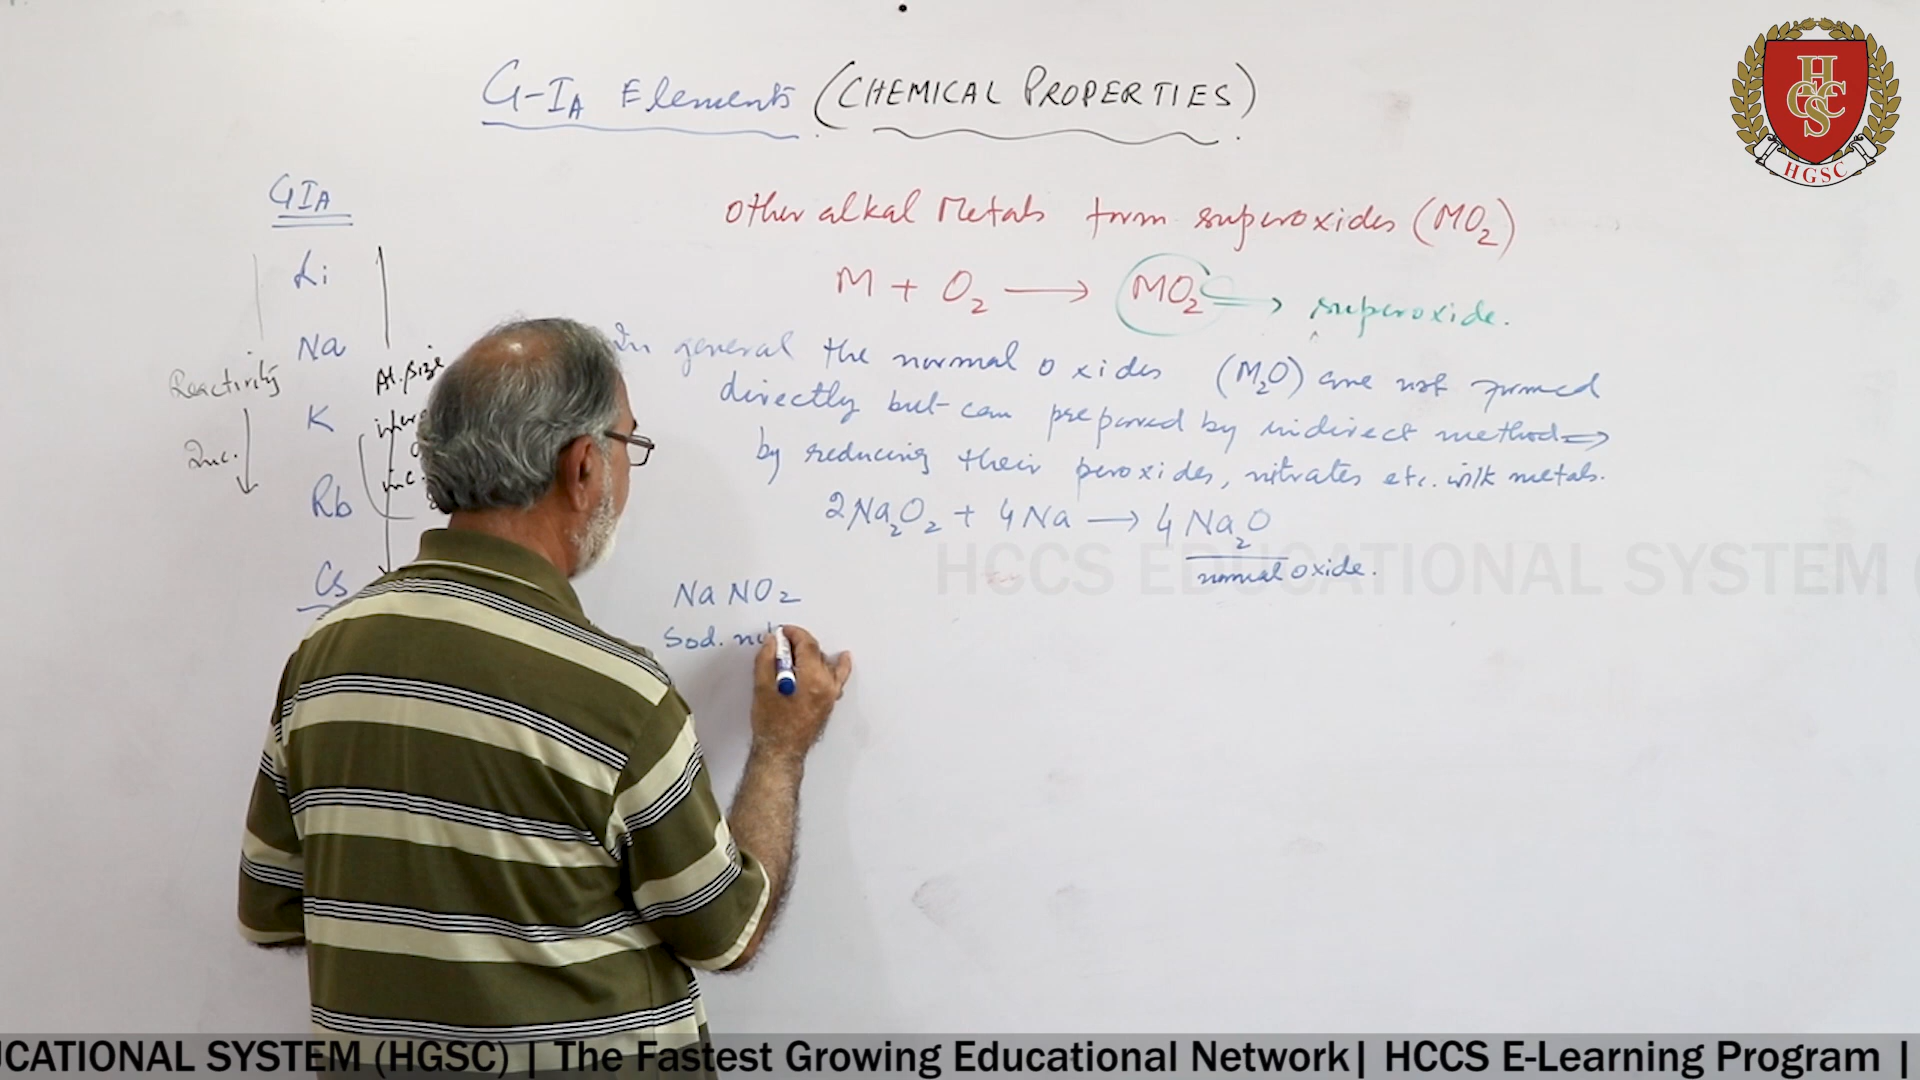 G-IA Elements (CHEMICAL PROPERTIES)
HGSC
GIA
Li
Na
K
Rb
Cs
Reactivity
Inc.
At. size
inc.
other alkal Metals form superoxides (MO2)
M + O2 → MO2 → superoxide.
In general the normal oxides (M2O) are not formed
directly but can prepared by indirect method ⇒
by reducing their peroxides, nitrates etc. with metals.
2Na2O2 + 4Na → 4Na2O
normal oxide.
NaNO2
Sod.
HCCS EDUCATIONAL SYSTEM (
UCATIONAL SYSTEM (HGSC) | The Fastest Growing Educational Network| HCCS E-Learning Program |